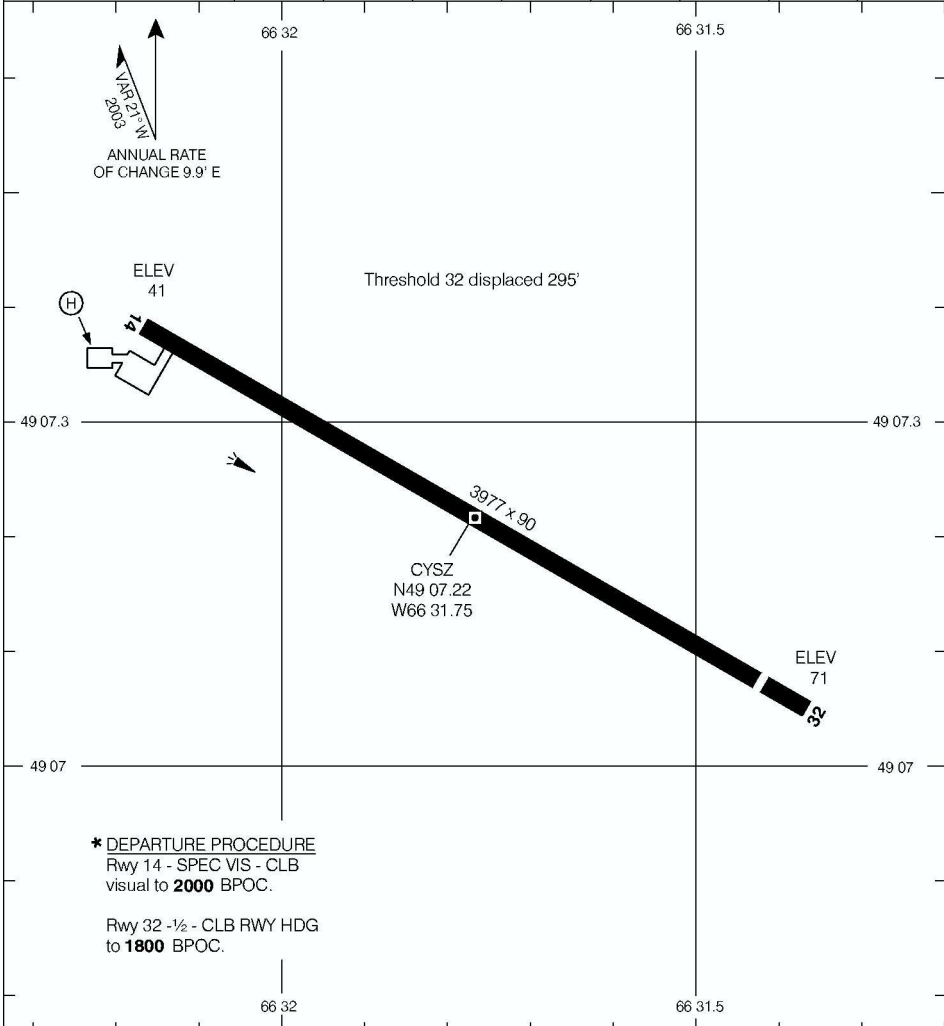 66 32
66 31.5
VAR 21° W
2003
ANNUAL RATE
OF CHANGE 9.9' E
ELEV
41
Threshold 32 displaced 295'
H
14
49 07.3
49 07.3
3977 x 90
CYSZ
N49 07.22
W66 31.75
ELEV
71
32
49 07
49 07
* DEPARTURE PROCEDURE
Rwy 14 - SPEC VIS - CLB
visual to 2000 BPOC.
Rwy 32 -½ - CLB RWY HDG
to 1800 BPOC.
66 32
66 31.5